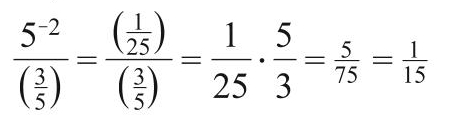 5⁻²/(3/5) = (1/25)/(3/5) = 1/25 · 5/3 = 5/75 = 1/15